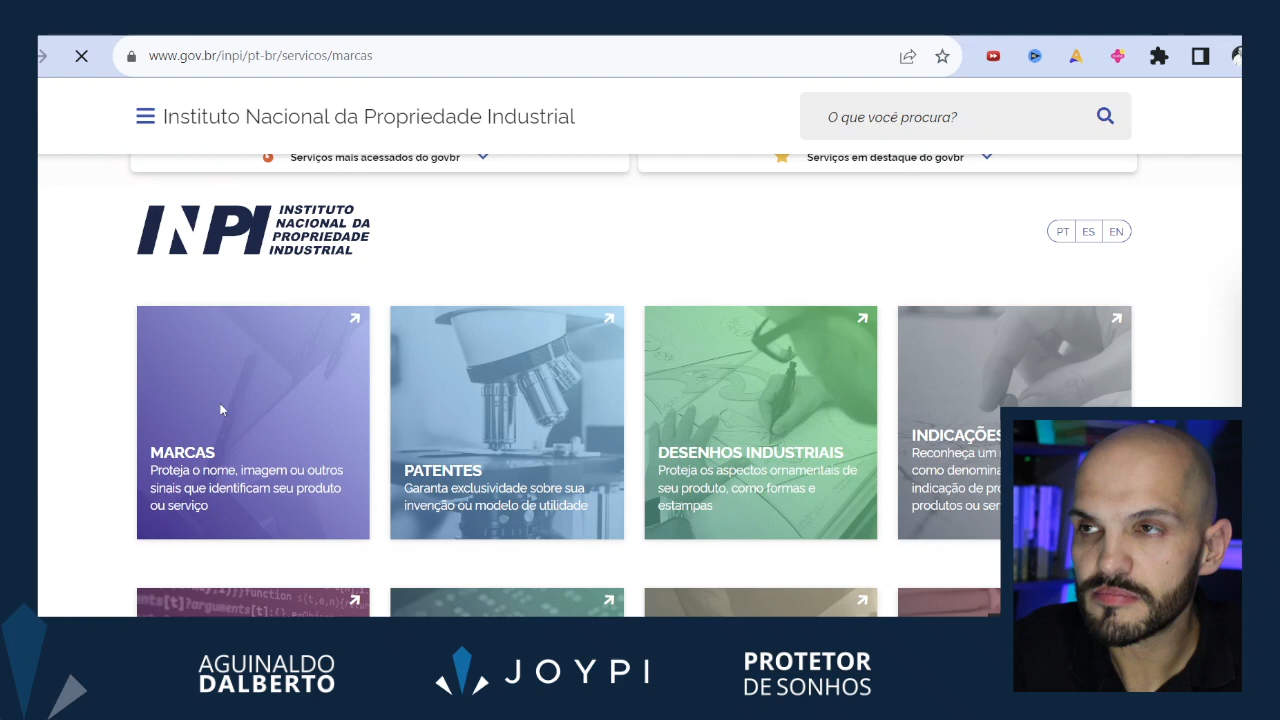 www.gov.br/inpi/pt-br/servicos/marcas
Instituto Nacional da Propriedade Industrial
O que você procura?
Serviços mais acessados do govbr
Serviços em destaque do govbr
INPI
INSTITUTO
NACIONAL DA
PROPRIEDADE
INDUSTRIAL
PT ES EN
MARCAS
Proteja o nome, imagem ou outros
sinais que identificam seu produto
ou serviço
PATENTES
Garanta exclusividade sobre sua
invenção ou modelo de utilidade
DESENHOS INDUSTRIAIS
Proteja os aspectos ornamentais de
seu produto, como formas e
estampas
INDICAÇÕES
Reconheça um
como denomina
indicação de pro
produtos ou ser
AGUINALDO
DALBERTO
JOYPI
PROTETOR
DE SONHOS